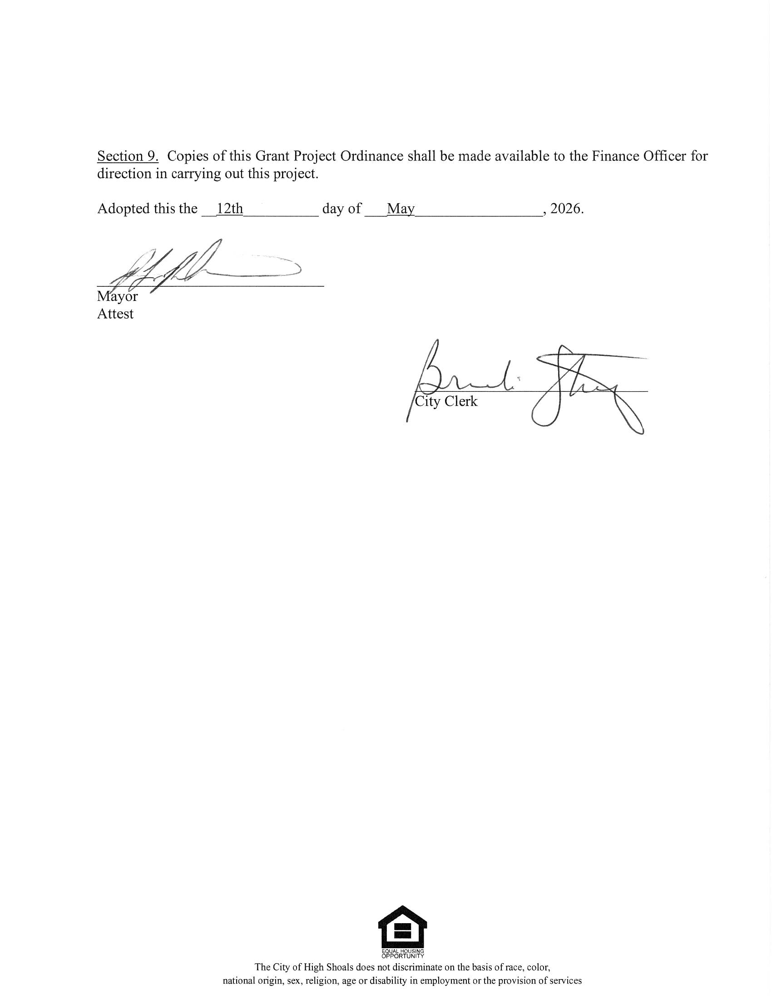 Section 9. Copies of this Grant Project Ordinance shall be made available to the Finance Officer for
direction in carrying out this project.
Adopted this the __12th__________ day of ___May_________________, 2026.
Mayor
Attest
City Clerk
EQUAL HOUSING
OPPORTUNITY
The City of High Shoals does not discriminate on the basis of race, color,
national origin, sex, religion, age or disability in employment or the provision of services